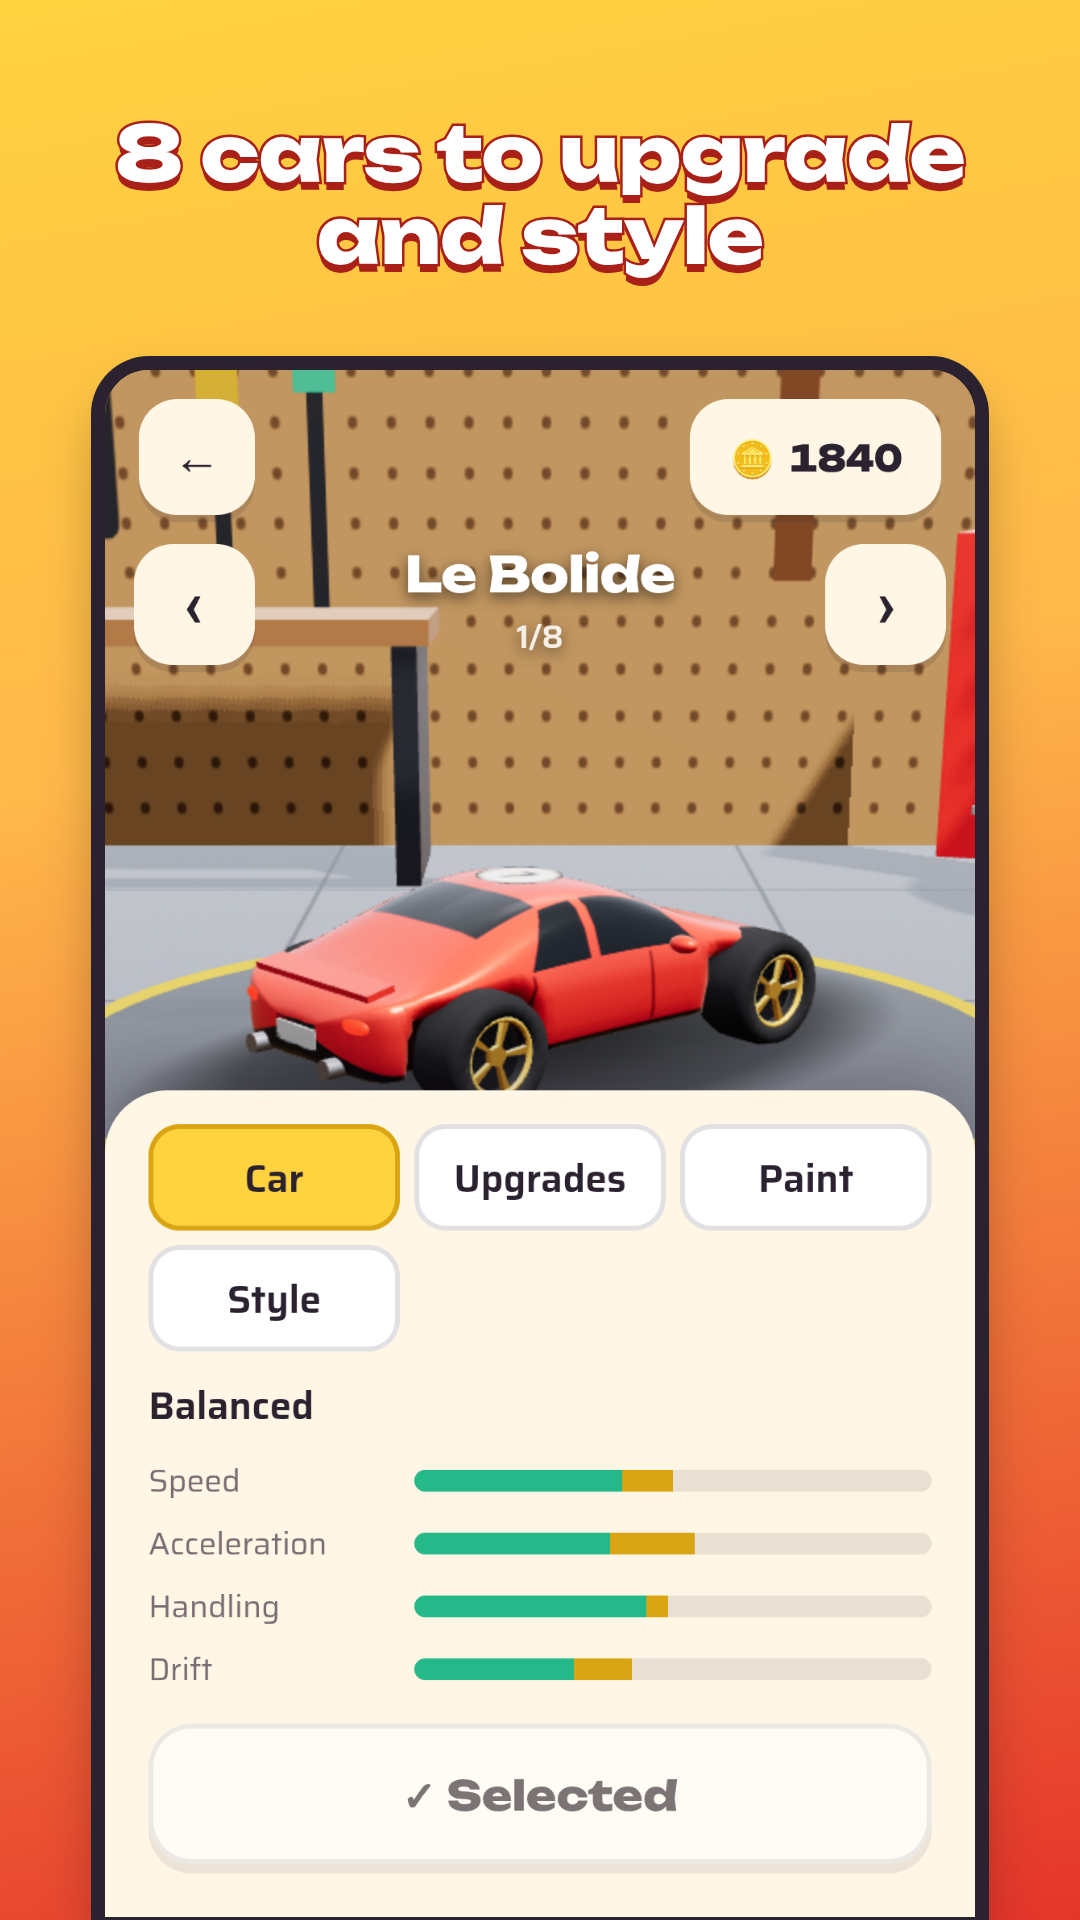 8 cars to upgrade
and style
←
1840
‹
Le Bolide
›
1/8
Car
Upgrades
Paint
Style
Balanced
Speed
Acceleration
Handling
Drift
✓ Selected